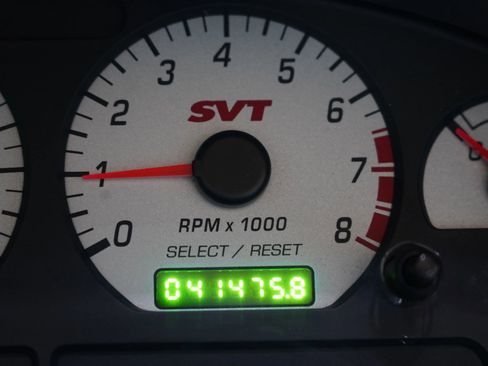 4
3 5
2 SVT 6
1 7
RPM x 1000
0 8
SELECT / RESET
041475.8